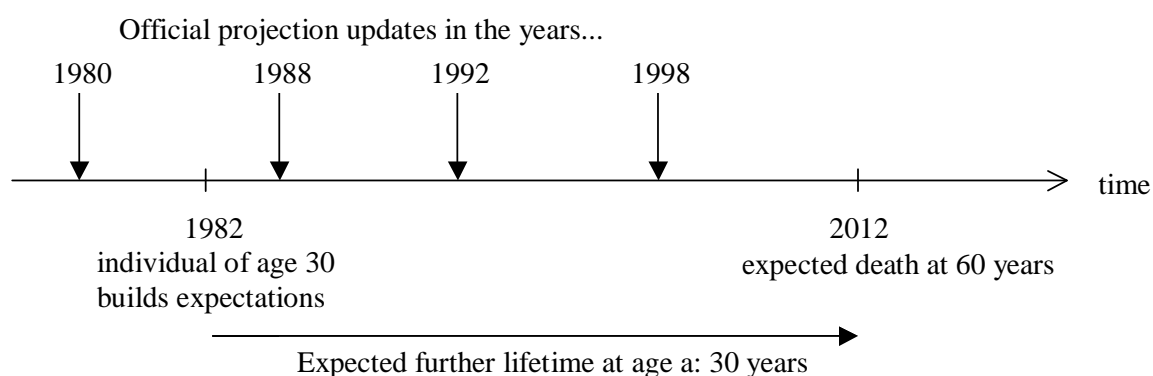 Official projection updates in the years...
1980 1988 1992 1998
time
1982 2012
individual of age 30
builds expectations
expected death at 60 years
Expected further lifetime at age a: 30 years